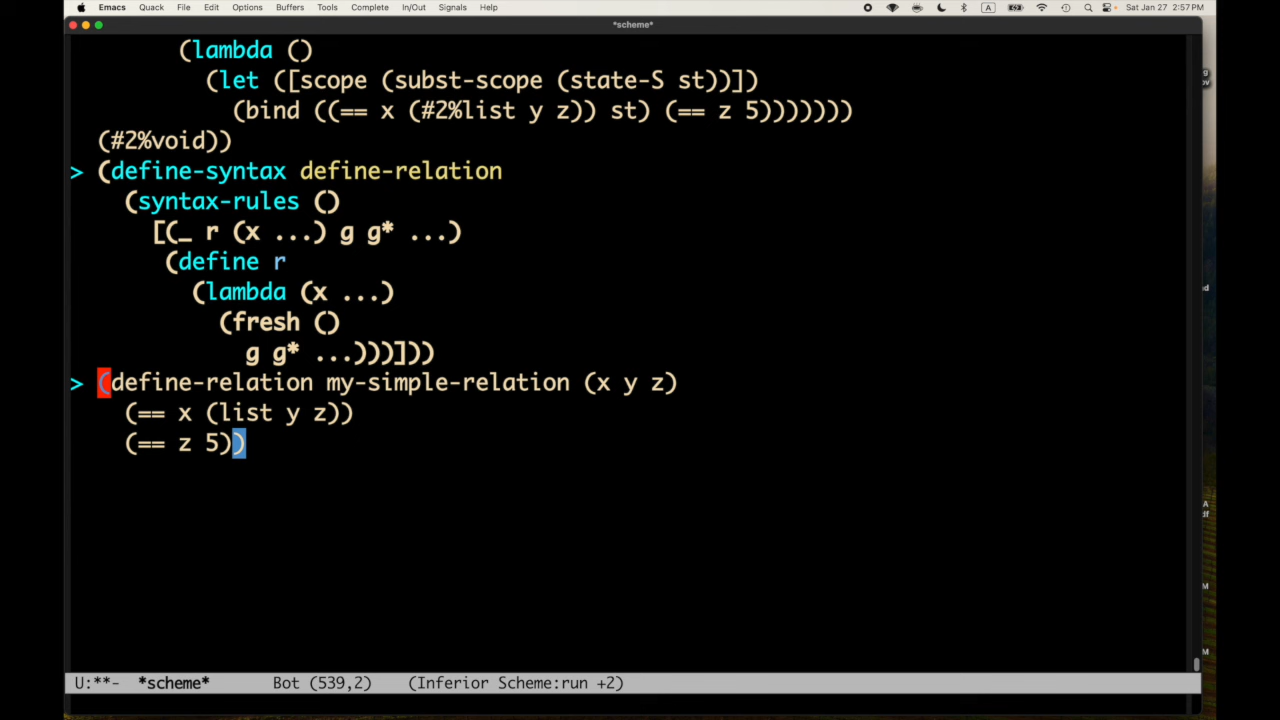 Emacs Quack File Edit Options Buffers Tools Complete In/Out Signals Help A Sat Jan 27 2:57 PM
*scheme*
(lambda ()
(let ([scope (subst-scope (state-S st))])
(bind ((== x (#2%list y z)) st) (== z 5)))))))
(#2%void))
> (define-syntax define-relation
(syntax-rules ()
[(_ r (x ...) g g* ...)
(define r
(lambda (x ...)
(fresh ()
g g* ...)))]))
> (define-relation my-simple-relation (x y z)
(== x (list y z))
(== z 5))
U:**- *scheme* Bot (539,2) (Inferior Scheme:run +2)